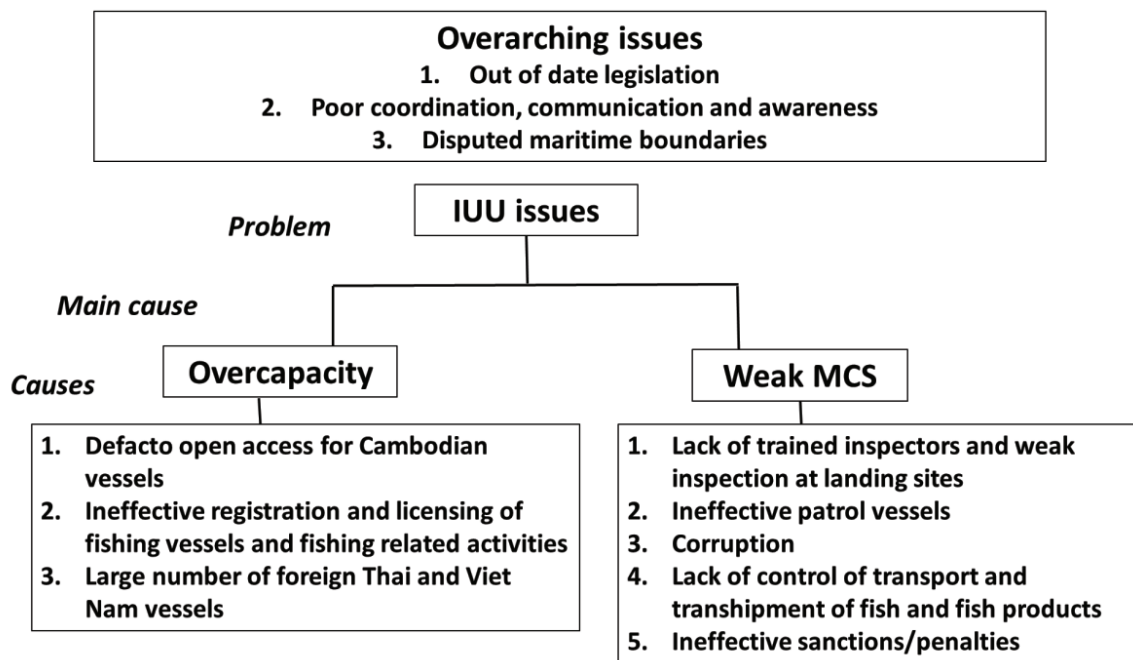 Overarching issues
1. Out of date legislation
2. Poor coordination, communication and awareness
3. Disputed maritime boundaries
Problem
IUU issues
Main cause
Causes
Overcapacity
1. Defacto open access for Cambodian
vessels
2. Ineffective registration and licensing of
fishing vessels and fishing related activities
3. Large number of foreign Thai and Viet
Nam vessels
Weak MCS
1. Lack of trained inspectors and weak
inspection at landing sites
2. Ineffective patrol vessels
3. Corruption
4. Lack of control of transport and
transhipment of fish and fish products
5. Ineffective sanctions/penalties